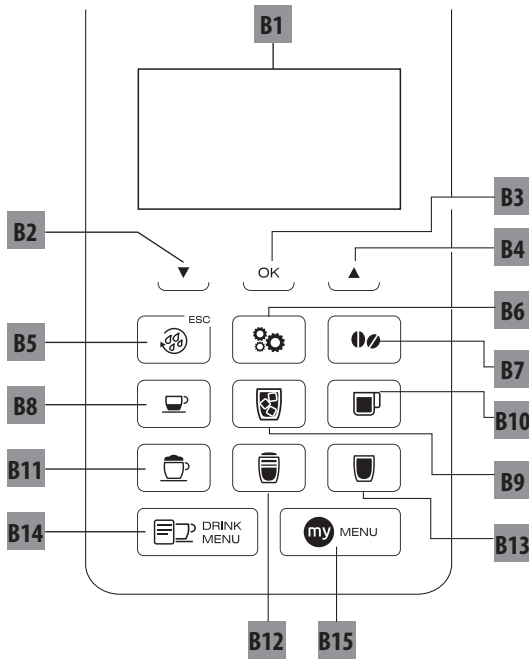 B1
B2
B3
B4
▼
OK
▲
B5
ESC
B6
B7
B8
B10
B11
B9
B14
DRINK
MENU
my MENU
B13
B12
B15